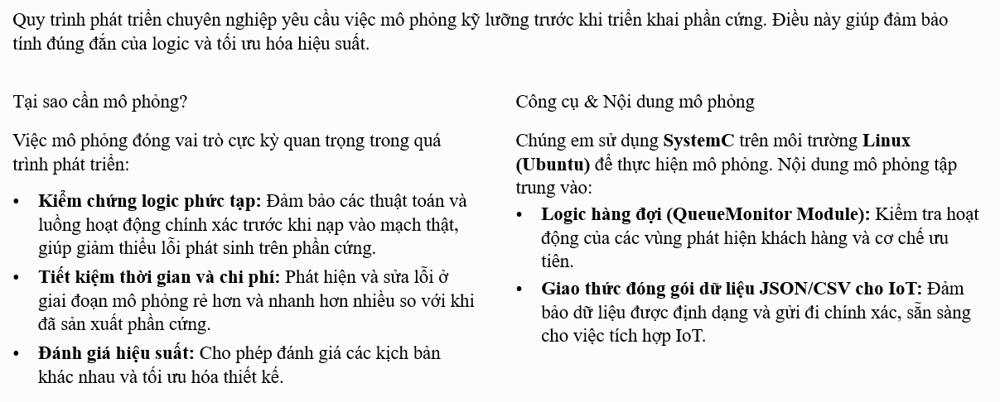 Quy trình phát triển chuyên nghiệp yêu cầu việc mô phỏng kỹ lưỡng trước khi triển khai phần cứng. Điều này giúp đảm bảo
tính đúng đắn của logic và tối ưu hóa hiệu suất.
Tại sao cần mô phỏng?
Việc mô phỏng đóng vai trò cực kỳ quan trọng trong quá
trình phát triển:
• Kiểm chứng logic phức tạp: Đảm bảo các thuật toán và
luồng hoạt động chính xác trước khi nạp vào mạch thật,
giúp giảm thiểu lỗi phát sinh trên phần cứng.
• Tiết kiệm thời gian và chi phí: Phát hiện và sửa lỗi ở
giai đoạn mô phỏng rẻ hơn và nhanh hơn nhiều so với khi
đã sản xuất phần cứng.
• Đánh giá hiệu suất: Cho phép đánh giá các kịch bản
khác nhau và tối ưu hóa thiết kế.
Công cụ & Nội dung mô phỏng
Chúng em sử dụng SystemC trên môi trường Linux
(Ubuntu) để thực hiện mô phỏng. Nội dung mô phỏng tập
trung vào:
• Logic hàng đợi (QueueMonitor Module): Kiểm tra hoạt
động của các vùng phát hiện khách hàng và cơ chế ưu
tiên.
• Giao thức đóng gói dữ liệu JSON/CSV cho IoT: Đảm
bảo dữ liệu được định dạng và gửi đi chính xác, sẵn sàng
cho việc tích hợp IoT.